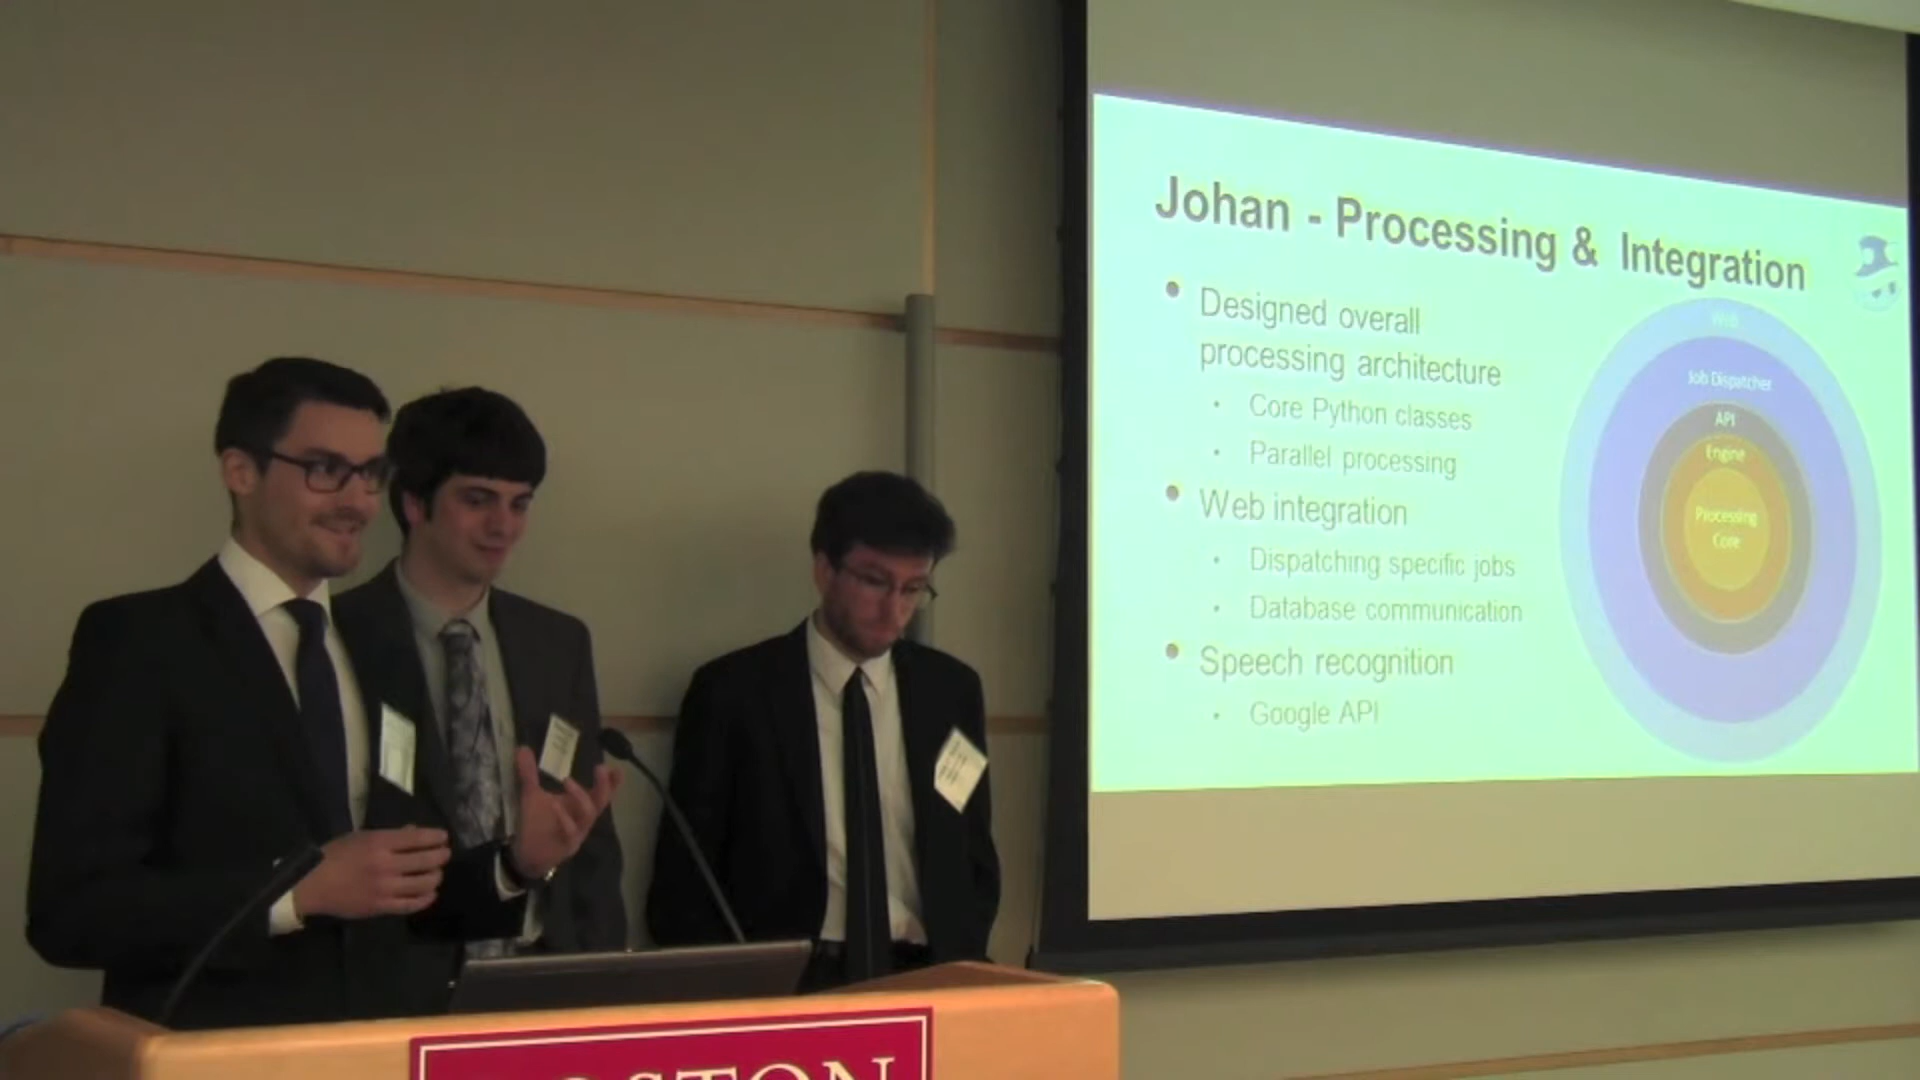 Johan - Processing & Integration
• Designed overall
processing architecture
• Core Python classes
• Parallel processing
• Web integration
• Dispatching specific jobs
• Database communication
• Speech recognition
• Google API
Web
Job Dispatcher
API
Engine
Processing
Core
BOSTON